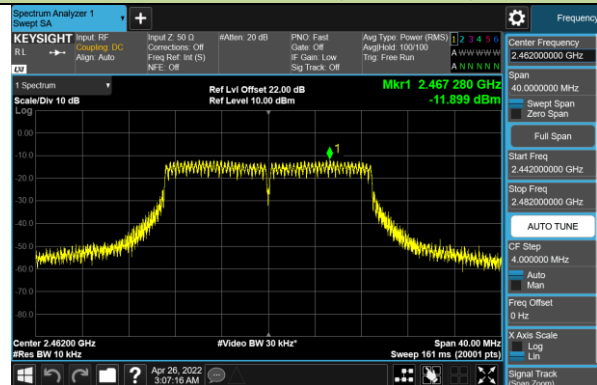 Spectrum Analyzer 1
Swept SA
Frequency
KEYSIGHT
Input: RF
Input Z: 50 Ω
#Atten: 20 dB
PNO: Fast
Avg Type: Power (RMS)
1 2 3 4 5 6
R L
Coupling: DC
Corrections: Off
Gate: Off
Avg|Hold: 100/100
A W W W W W
Align: Auto
Freq Ref: Int (S)
IF Gain: Low
Trig: Free Run
NFE: Off
Sig Track: Off
A N N N N N
LXI
1 Spectrum
Scale/Div 10 dB
Ref Lvl Offset 22.00 dB
Ref Level 10.00 dBm
Mkr1 2.467 280 GHz
-11.899 dBm
Log
0.00
-10.0
-20.0
-30.0
-40.0
-50.0
-60.0
-70.0
-80.0
1
Center 2.46200 GHz
#Video BW 30 kHz*
Span 40.00 MHz
#Res BW 10 kHz
Sweep 161 ms (20001 pts)
Apr 26, 2022
3:07:16 AM
Center Frequency
2.462000000 GHz
Span
40.0000000 MHz
Swept Span
Zero Span
Full Span
Start Freq
2.442000000 GHz
Stop Freq
2.482000000 GHz
AUTO TUNE
CF Step
4.000000 MHz
Auto
Man
Freq Offset
0 Hz
X Axis Scale
Log
Lin
Signal Track
(Span Zoom)